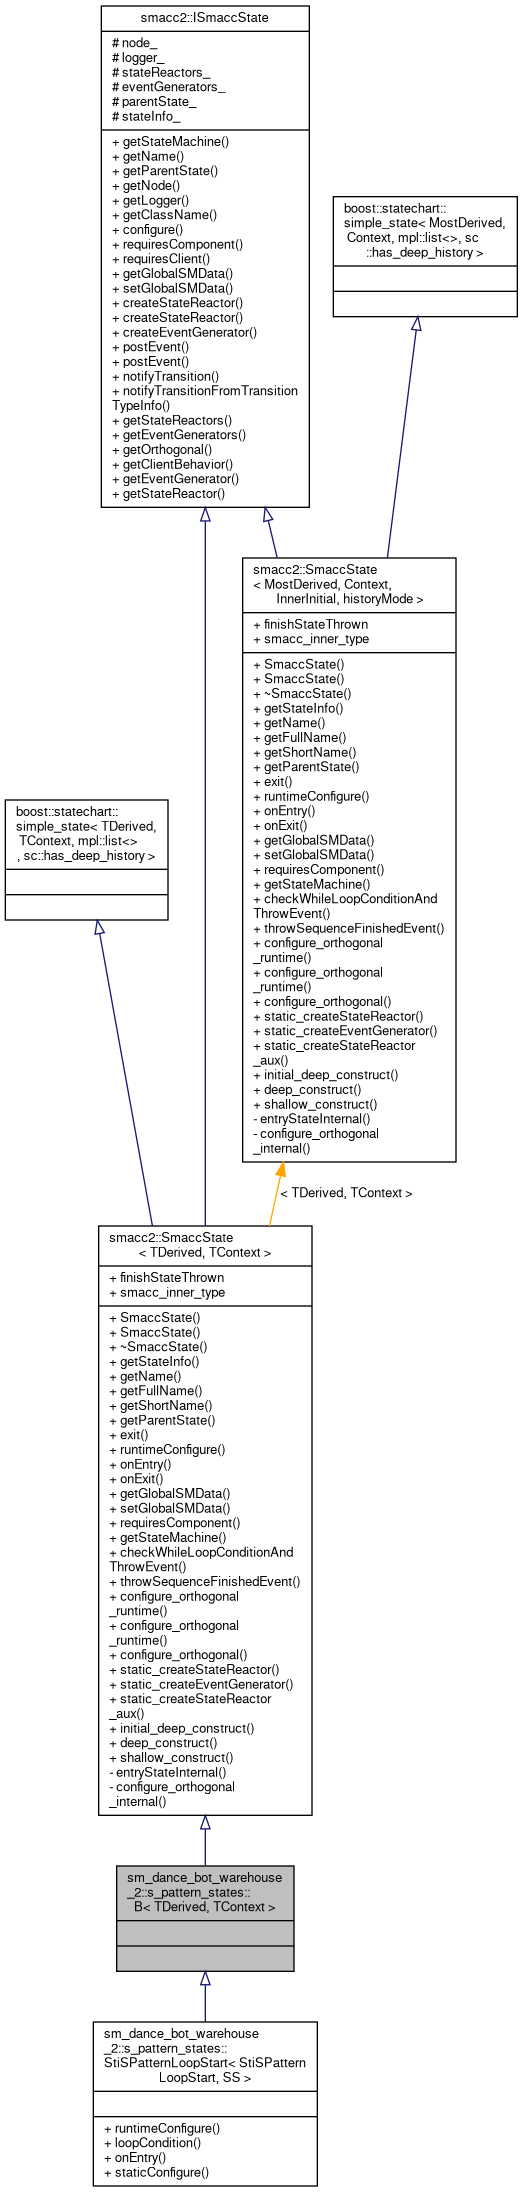 smacc2::ISmaccState
# node_
# logger_
# stateReactors_
# eventGenerators_
# parentState_
# stateInfo_
+ getStateMachine()
+ getName()
+ getParentState()
+ getNode()
+ getLogger()
+ getClassName()
+ configure()
+ requiresComponent()
+ requiresClient()
+ getGlobalSMData()
+ setGlobalSMData()
+ createStateReactor()
+ createStateReactor()
+ createEventGenerator()
+ postEvent()
+ postEvent()
+ notifyTransition()
+ notifyTransitionFromTransition
TypeInfo()
+ getStateReactors()
+ getEventGenerators()
+ getOrthogonal()
+ getClientBehavior()
+ getEventGenerator()
+ getStateReactor()
boost::statechart::
simple_state< MostDerived,
Context, mpl::list<>, sc
::has_deep_history >
smacc2::SmaccState
< MostDerived, Context,
InnerInitial, historyMode >
+ finishStateThrown
+ smacc_inner_type
+ SmaccState()
+ SmaccState()
+ ~SmaccState()
+ getStateInfo()
+ getName()
+ getFullName()
+ getShortName()
+ getParentState()
+ exit()
+ runtimeConfigure()
+ onEntry()
+ onExit()
+ getGlobalSMData()
+ setGlobalSMData()
+ requiresComponent()
+ getStateMachine()
+ checkWhileLoopConditionAnd
ThrowEvent()
+ throwSequenceFinishedEvent()
+ configure_orthogonal
_runtime()
+ configure_orthogonal
_runtime()
+ configure_orthogonal()
+ static_createStateReactor()
+ static_createEventGenerator()
+ static_createStateReactor
_aux()
+ initial_deep_construct()
+ deep_construct()
+ shallow_construct()
- entryStateInternal()
- configure_orthogonal
_internal()
boost::statechart::
simple_state< TDerived,
TContext, mpl::list<>
, sc::has_deep_history >
< TDerived, TContext >
smacc2::SmaccState
< TDerived, TContext >
+ finishStateThrown
+ smacc_inner_type
+ SmaccState()
+ SmaccState()
+ ~SmaccState()
+ getStateInfo()
+ getName()
+ getFullName()
+ getShortName()
+ getParentState()
+ exit()
+ runtimeConfigure()
+ onEntry()
+ onExit()
+ getGlobalSMData()
+ setGlobalSMData()
+ requiresComponent()
+ getStateMachine()
+ checkWhileLoopConditionAnd
ThrowEvent()
+ throwSequenceFinishedEvent()
+ configure_orthogonal
_runtime()
+ configure_orthogonal
_runtime()
+ configure_orthogonal()
+ static_createStateReactor()
+ static_createEventGenerator()
+ static_createStateReactor
_aux()
+ initial_deep_construct()
+ deep_construct()
+ shallow_construct()
- entryStateInternal()
- configure_orthogonal
_internal()
sm_dance_bot_warehouse
_2::s_pattern_states::
B< TDerived, TContext >
sm_dance_bot_warehouse
_2::s_pattern_states::
StiSPatternLoopStart< StiSPattern
LoopStart, SS >
+ runtimeConfigure()
+ loopCondition()
+ onEntry()
+ staticConfigure()